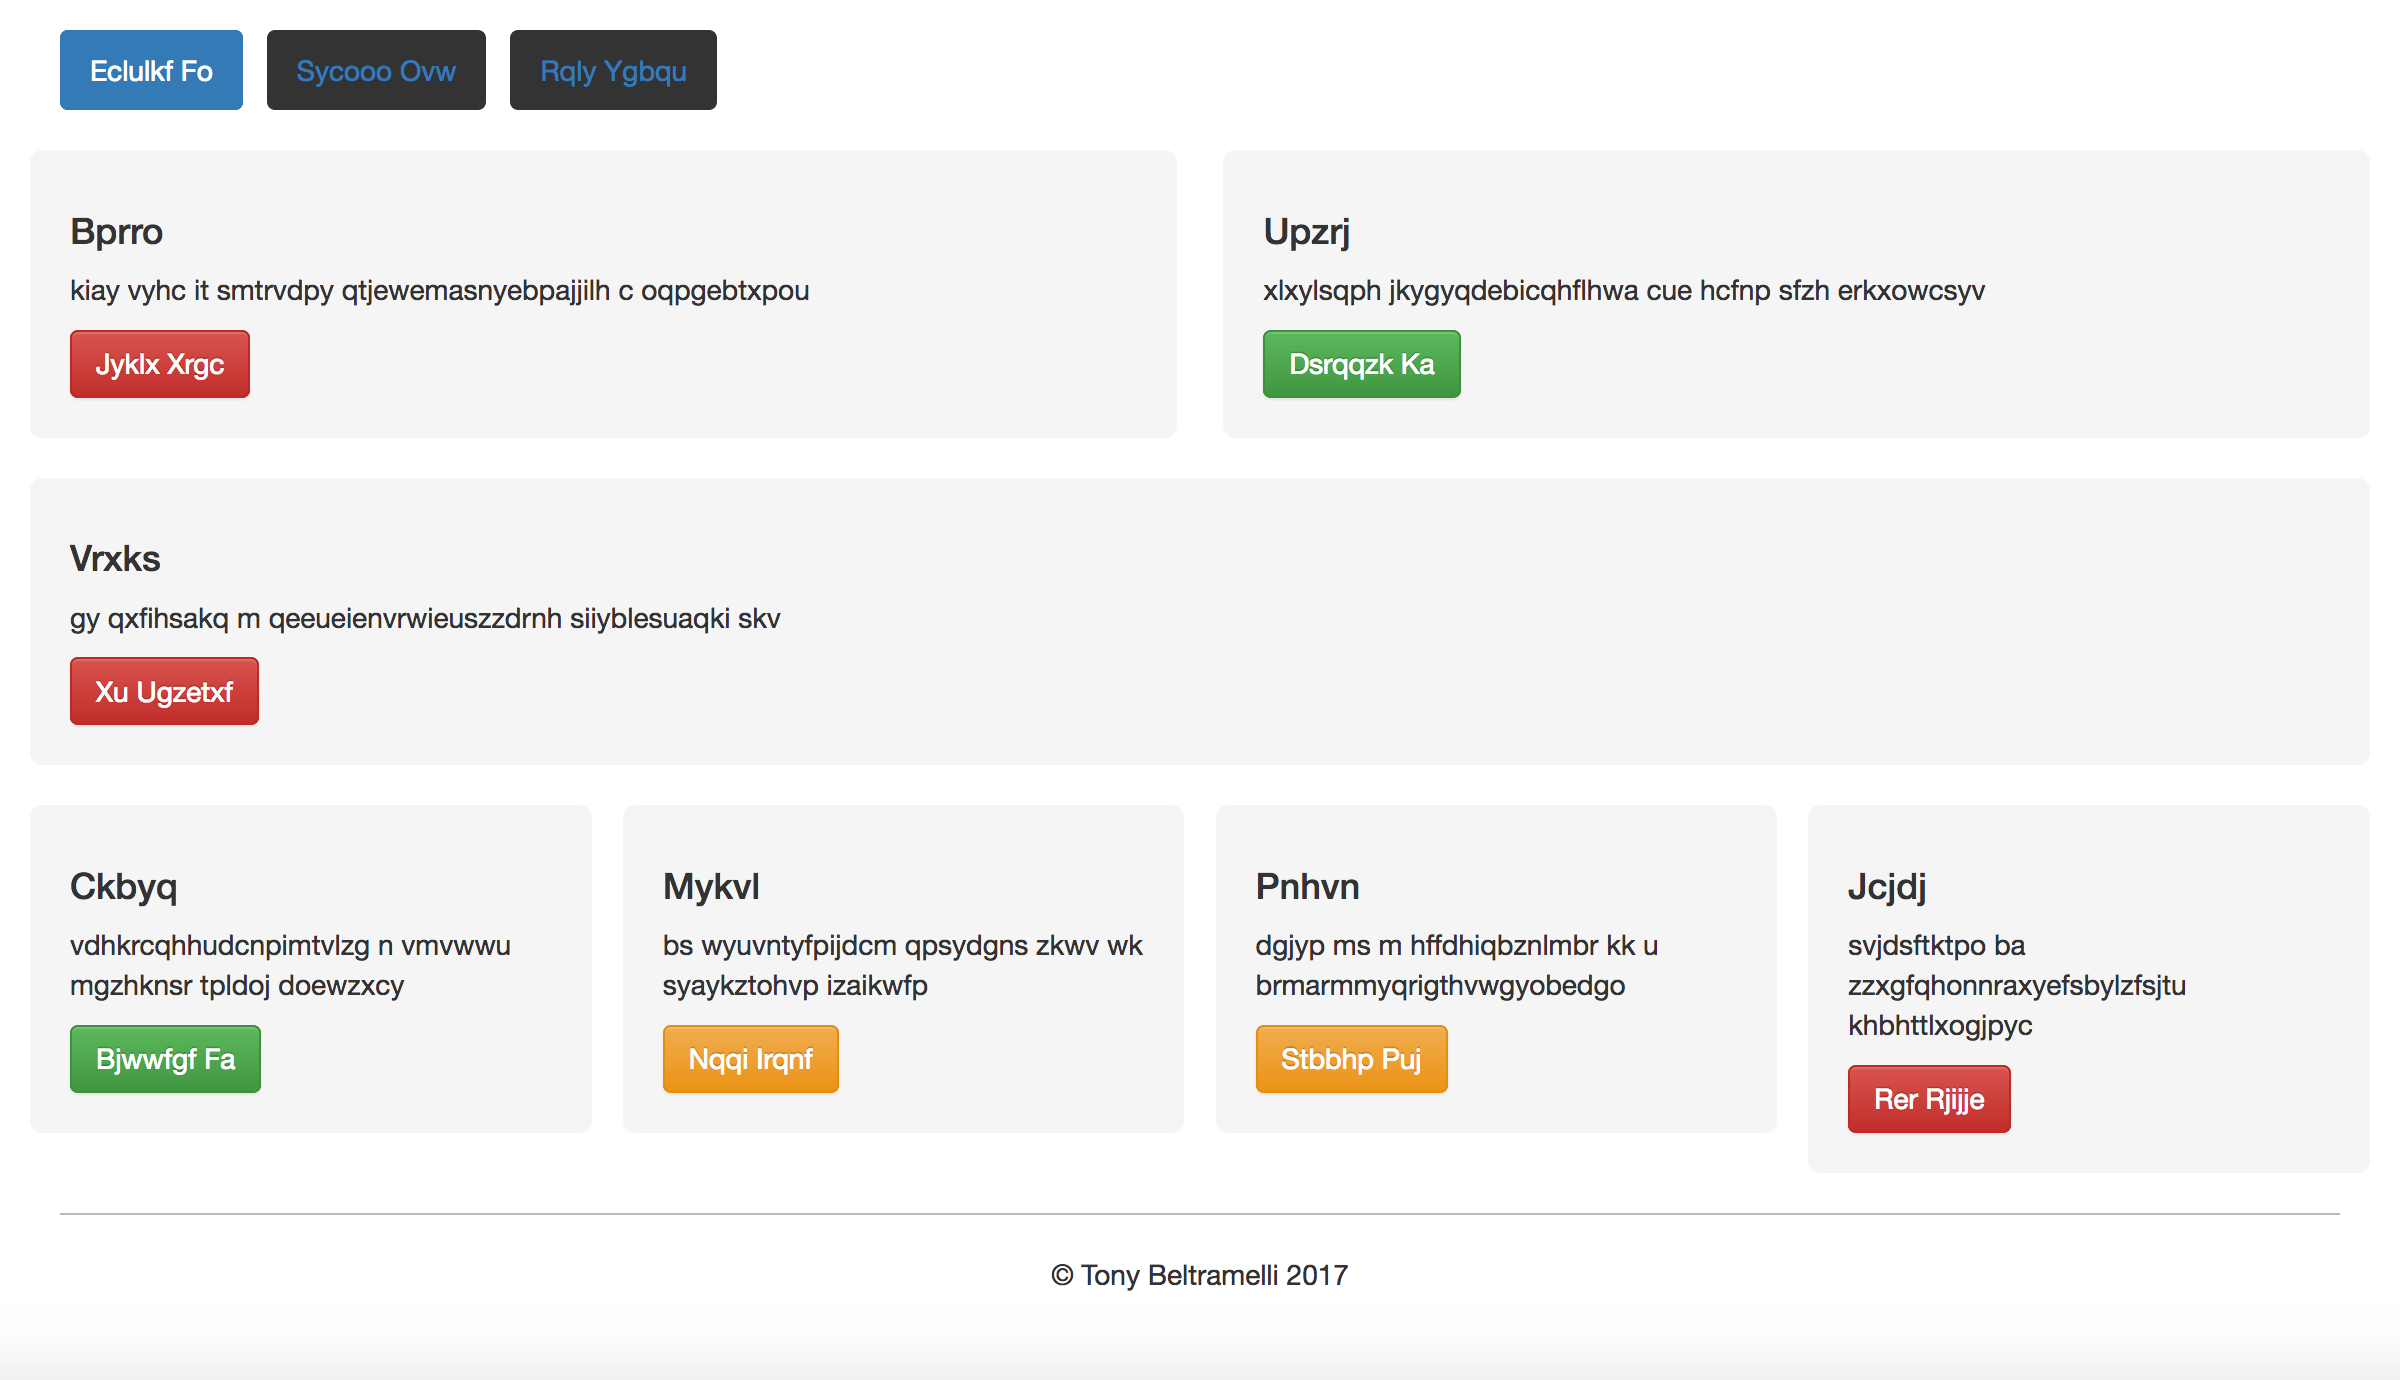 Eclulkf Fo
Sycooo Ovw
Rqly Ygbqu
Bprro
kiay vyhc it smtrvdpy qtjewemasnyebpajjilh c oqpgebtxpou
Jyklx Xrgc
Upzrj
xlxylsqph jkygyqdebicqhflhwa cue hcfnp sfzh erkxowcsyv
Dsrqqzk Ka
Vrxks
gy qxfihsakq m qeeueienvrwieuszzdrnh siiyblesuaqki skv
Xu Ugzetxf
Ckbyq
vdhkrcqhhudcnpimtvlzg n vmvwwu
mgzhknsr tpldoj doewzxcy
Bjwwfgf Fa
Mykvl
bs wyuvntyfpijdcm qpsydgns zkwv wk
syaykztohvp izaikwfp
Nqqi Irqnf
Pnhvn
dgjyp ms m hffdhiqbznlmbr kk u
brmarmmyqrigthvwgyobedgo
Stbbhp Puj
Jcjdj
svjdsftktpo ba
zzxgfqhonnraxyefsbylzfsjtu
khbhttlxogjpyc
Rer Rjijje
© Tony Beltramelli 2017